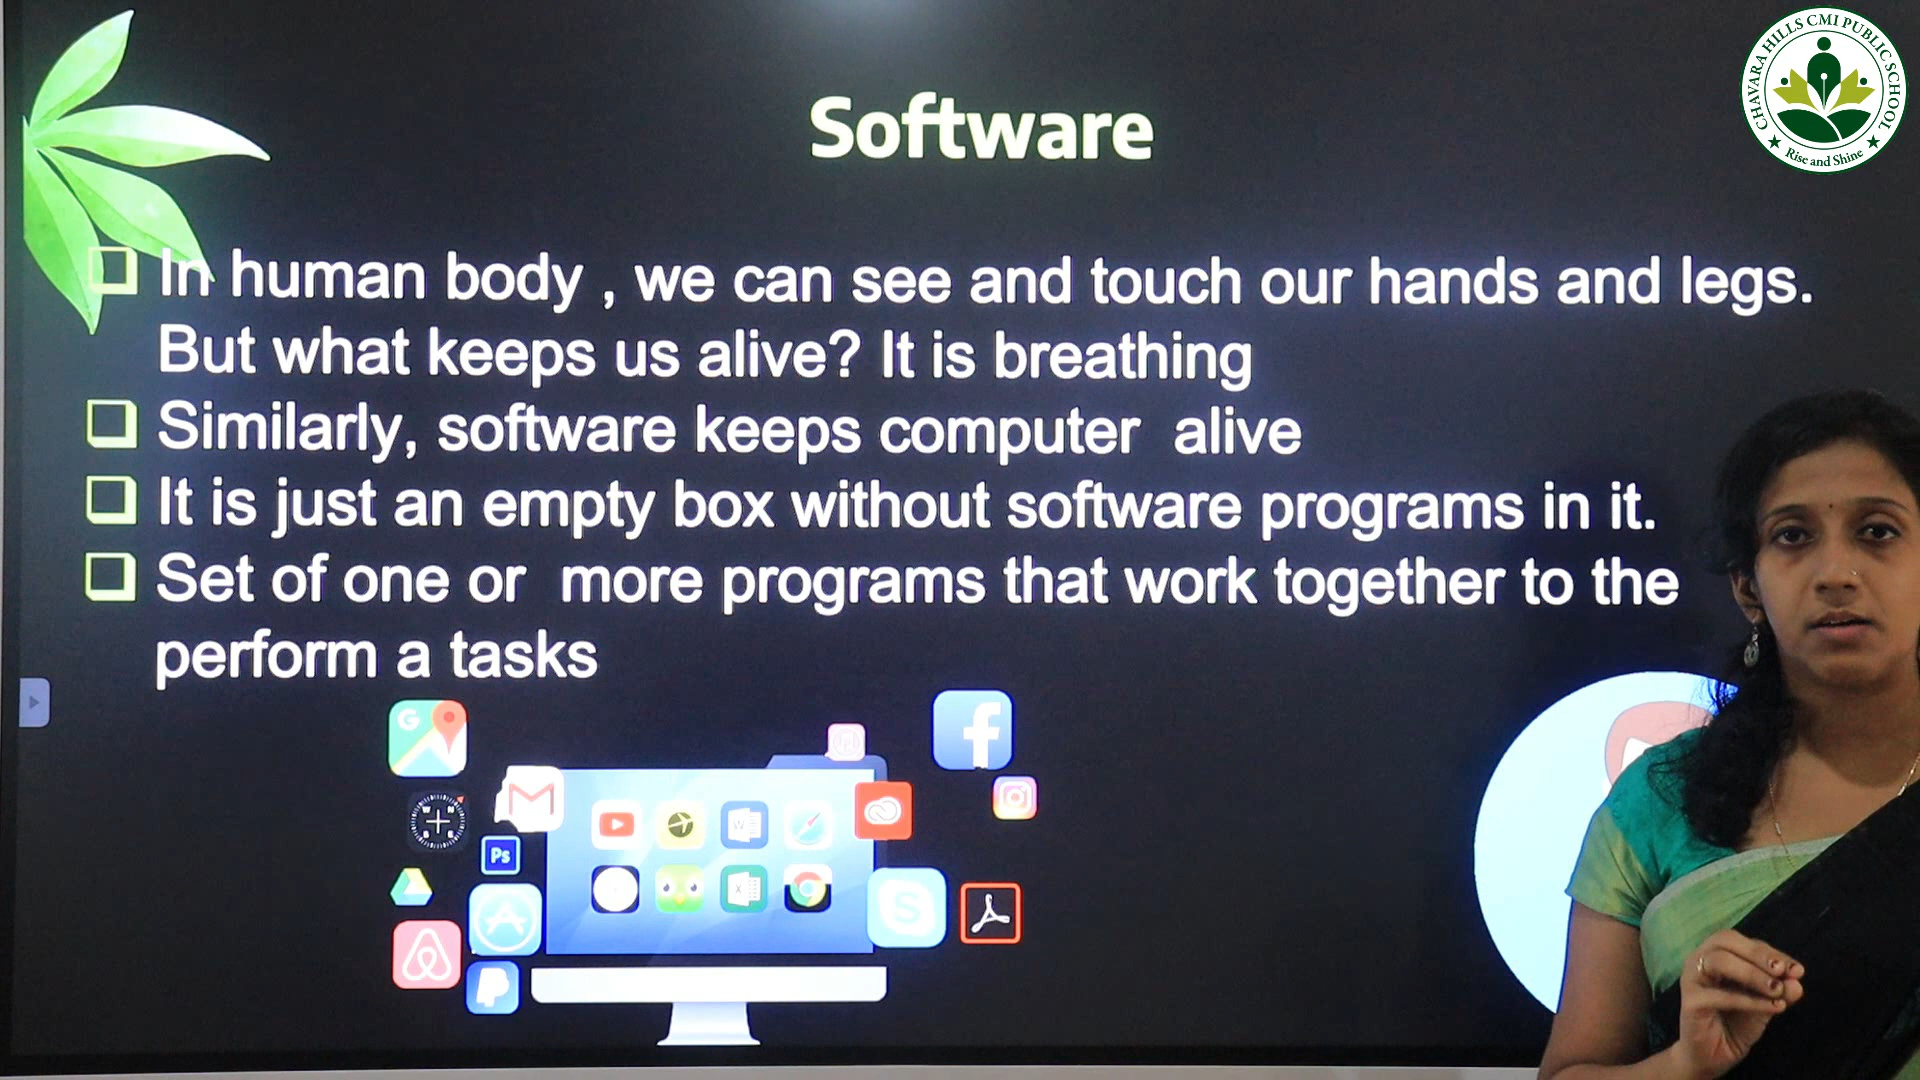 CHAVARA HILLS CMI PUBLIC SCHOOL
Rise and Shine
Software
In human body , we can see and touch our hands and legs.
But what keeps us alive? It is breathing
Similarly, software keeps computer alive
It is just an empty box without software programs in it.
Set of one or more programs that work together to the
perform a tasks
G
Ps